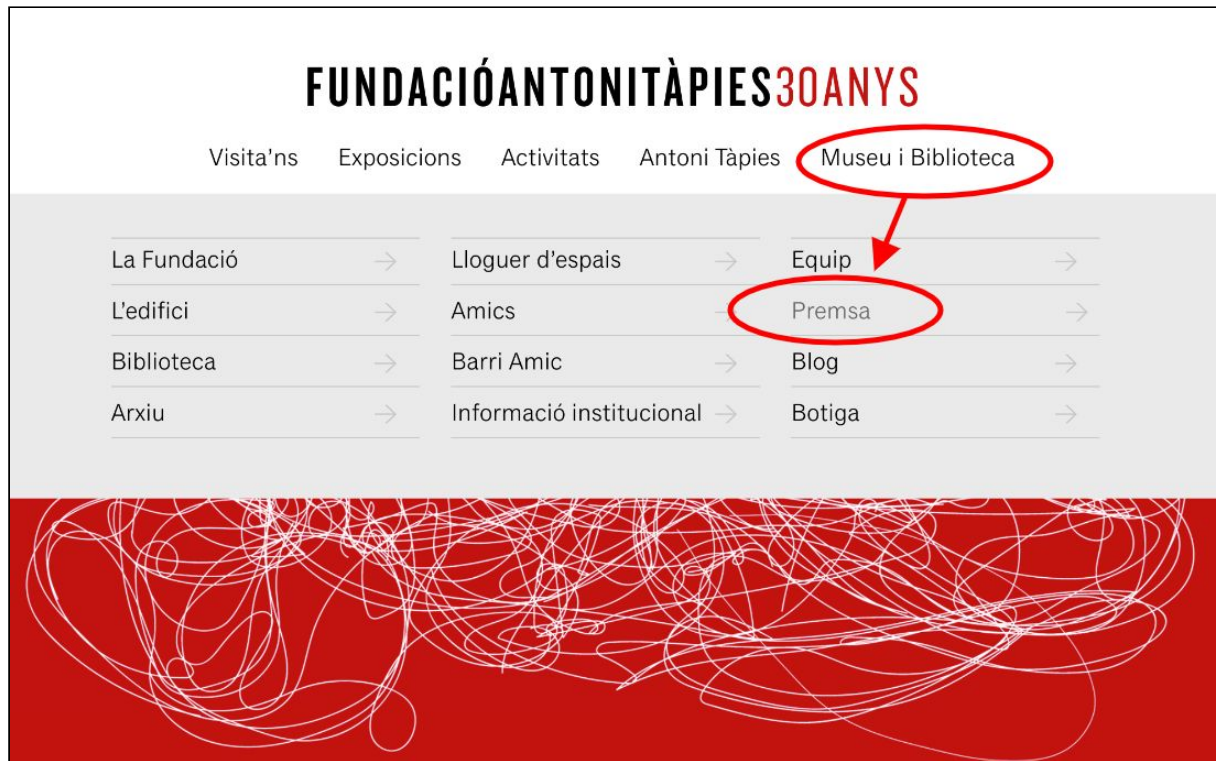 FUNDACIÓANTONITÀPIES30ANYS
Visita'ns Exposicions Activitats Antoni Tàpies Museu i Biblioteca
La Fundació → Lloguer d'espais → Equip →
L'edifici → Amics → Premsa →
Biblioteca → Barri Amic → Blog →
Arxiu → Informació institucional → Botiga →